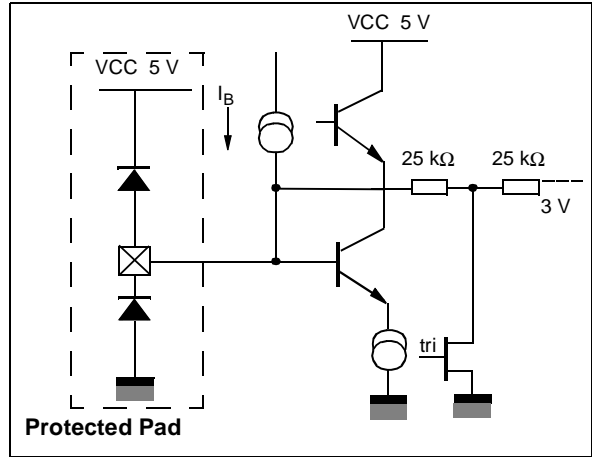 VCC 5 V
VCC 5 V
I_B
25 kΩ 25 kΩ
3 V
tri
Protected Pad